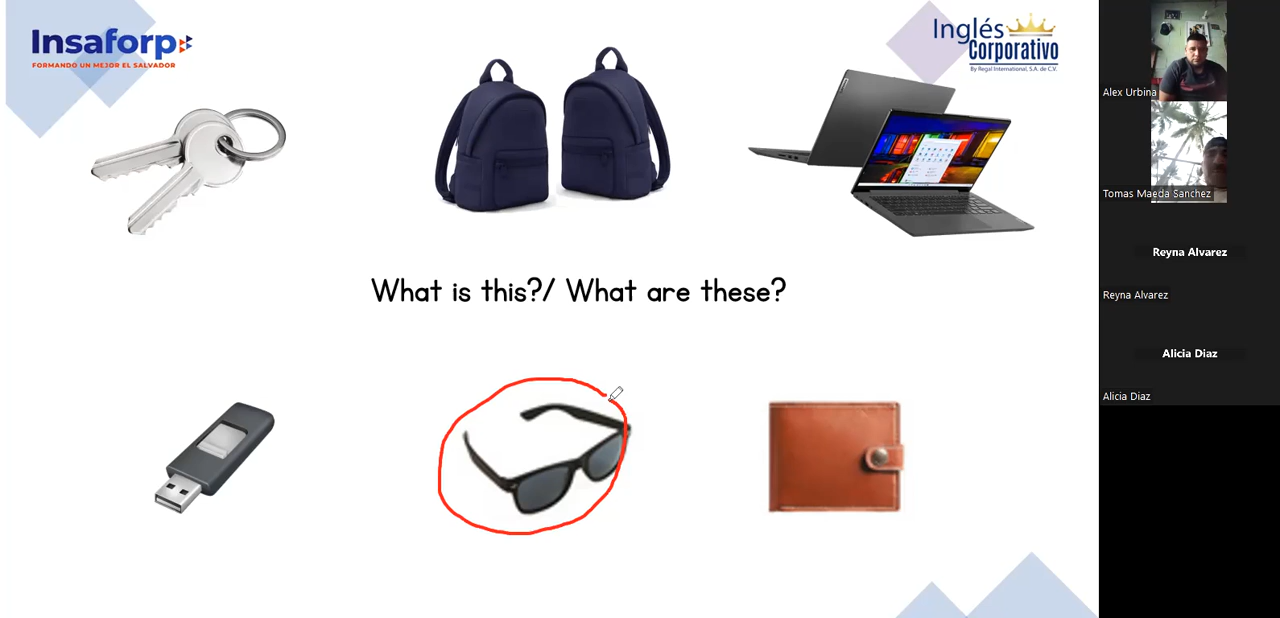 Insaforp
FORMANDO UN MEJOR EL SALVADOR
Inglés
Corporativo
By Regal International, S.A. de C.V.
What is this?/ What are these?
Alex Urbina
Tomas Maeda Sanchez
Reyna Alvarez
Reyna Alvarez
Alicia Diaz
Alicia Diaz